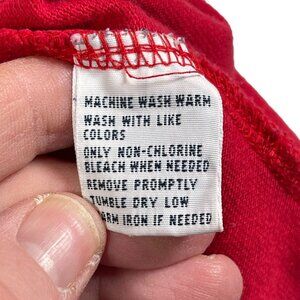 MACHINE WASH WARM
WASH WITH LIKE
COLORS
ONLY NON-CHLORINE
BLEACH WHEN NEEDED
REMOVE PROMPTLY
TUMBLE DRY LOW
IRON IF NEEDED